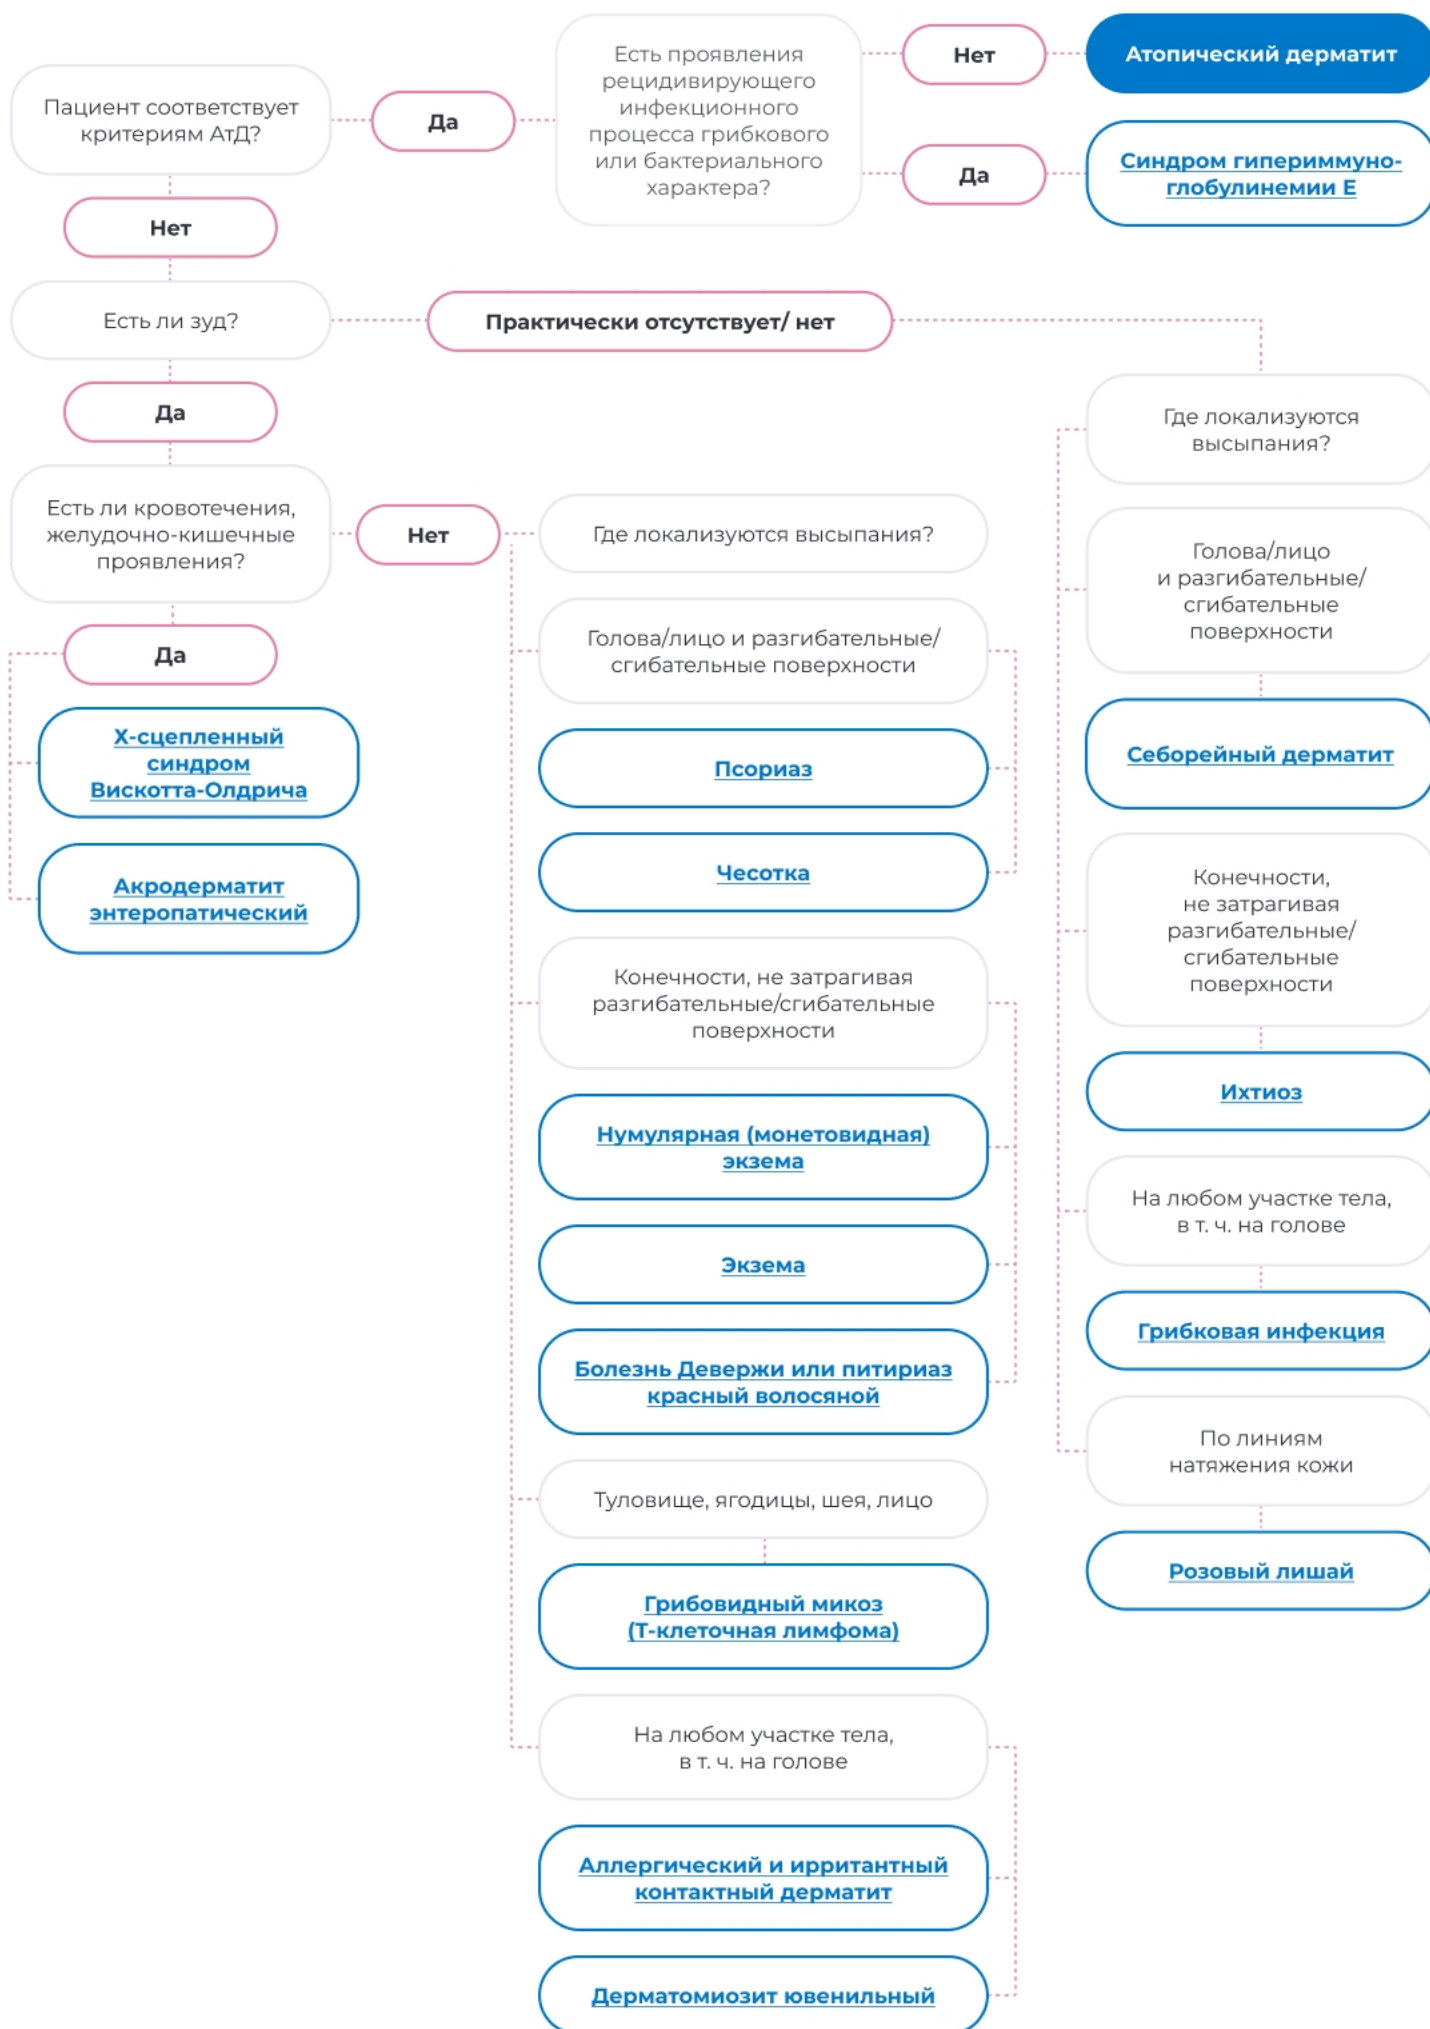 Пациент соответствует
критериям АтД?
Да
Есть проявления
рецидивирующего
инфекционного
процесса грибкового
или бактериального
характера?
Нет
Атопический дерматит
Да
Синдром гипериммуно-
глобулинемии Е
Нет
Есть ли зуд?
Практически отсутствует/ нет
Да
Есть ли кровотечения,
желудочно-кишечные
проявления?
Да
Х-сцепленный
синдром
Вискотта-Олдрича
Акродерматит
энтеропатический
Нет
Где локализуются высыпания?
Голова/лицо и разгибательные/
сгибательные поверхности
Псориаз
Чесотка
Конечности, не затрагивая
разгибательные/сгибательные
поверхности
Нумулярная (монетовидная)
экзема
Экзема
Болезнь Девержи или питириаз
красный волосяной
Туловище, ягодицы, шея, лицо
Грибовидный микоз
(Т-клеточная лимфома)
На любом участке тела,
в т. ч. на голове
Аллергический и ирритантный
контактный дерматит
Дерматомиозит ювенильный
Где локализуются
высыпания?
Голова/лицо
и разгибательные/
сгибательные
поверхности
Себорейный дерматит
Конечности,
не затрагивая
разгибательные/
сгибательные
поверхности
Ихтиоз
На любом участке тела,
в т. ч. на голове
Грибковая инфекция
По линиям
натяжения кожи
Розовый лишай